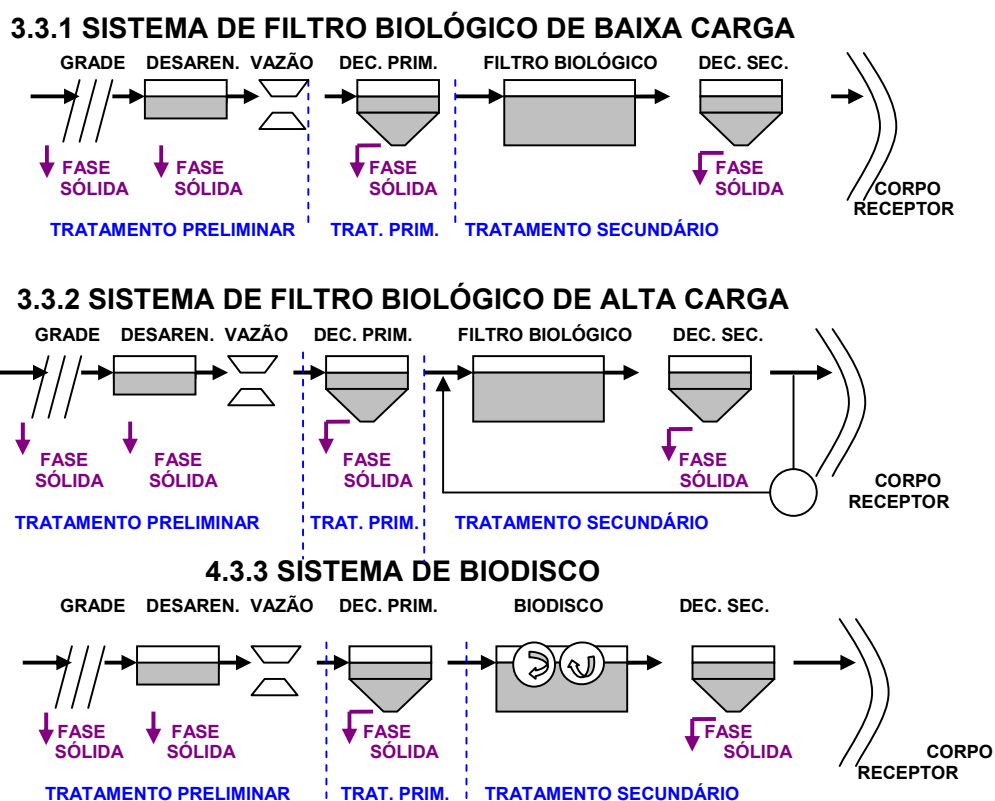 3.3.1 SISTEMA DE FILTRO BIOLÓGICO DE BAIXA CARGA
GRADE DESAREN. VAZÃO DEC. PRIM. FILTRO BIOLÓGICO DEC. SEC.
FASE FASE FASE FASE
SÓLIDA SÓLIDA SÓLIDA SÓLIDA
CORPO
RECEPTOR
TRATAMENTO PRELIMINAR TRAT. PRIM. TRATAMENTO SECUNDÁRIO
3.3.2 SISTEMA DE FILTRO BIOLÓGICO DE ALTA CARGA
GRADE DESAREN. VAZÃO DEC. PRIM. FILTRO BIOLÓGICO DEC. SEC.
FASE FASE FASE FASE
SÓLIDA SÓLIDA SÓLIDA SÓLIDA CORPO
RECEPTOR
TRATAMENTO PRELIMINAR TRAT. PRIM. TRATAMENTO SECUNDÁRIO
4.3.3 SISTEMA DE BIODISCO
GRADE DESAREN. VAZÃO DEC. PRIM. BIODISCO DEC. SEC.
FASE FASE FASE FASE
SÓLIDA SÓLIDA SÓLIDA SÓLIDA CORPO
RECEPTOR
TRATAMENTO PRELIMINAR TRAT. PRIM. TRATAMENTO SECUNDÁRIO